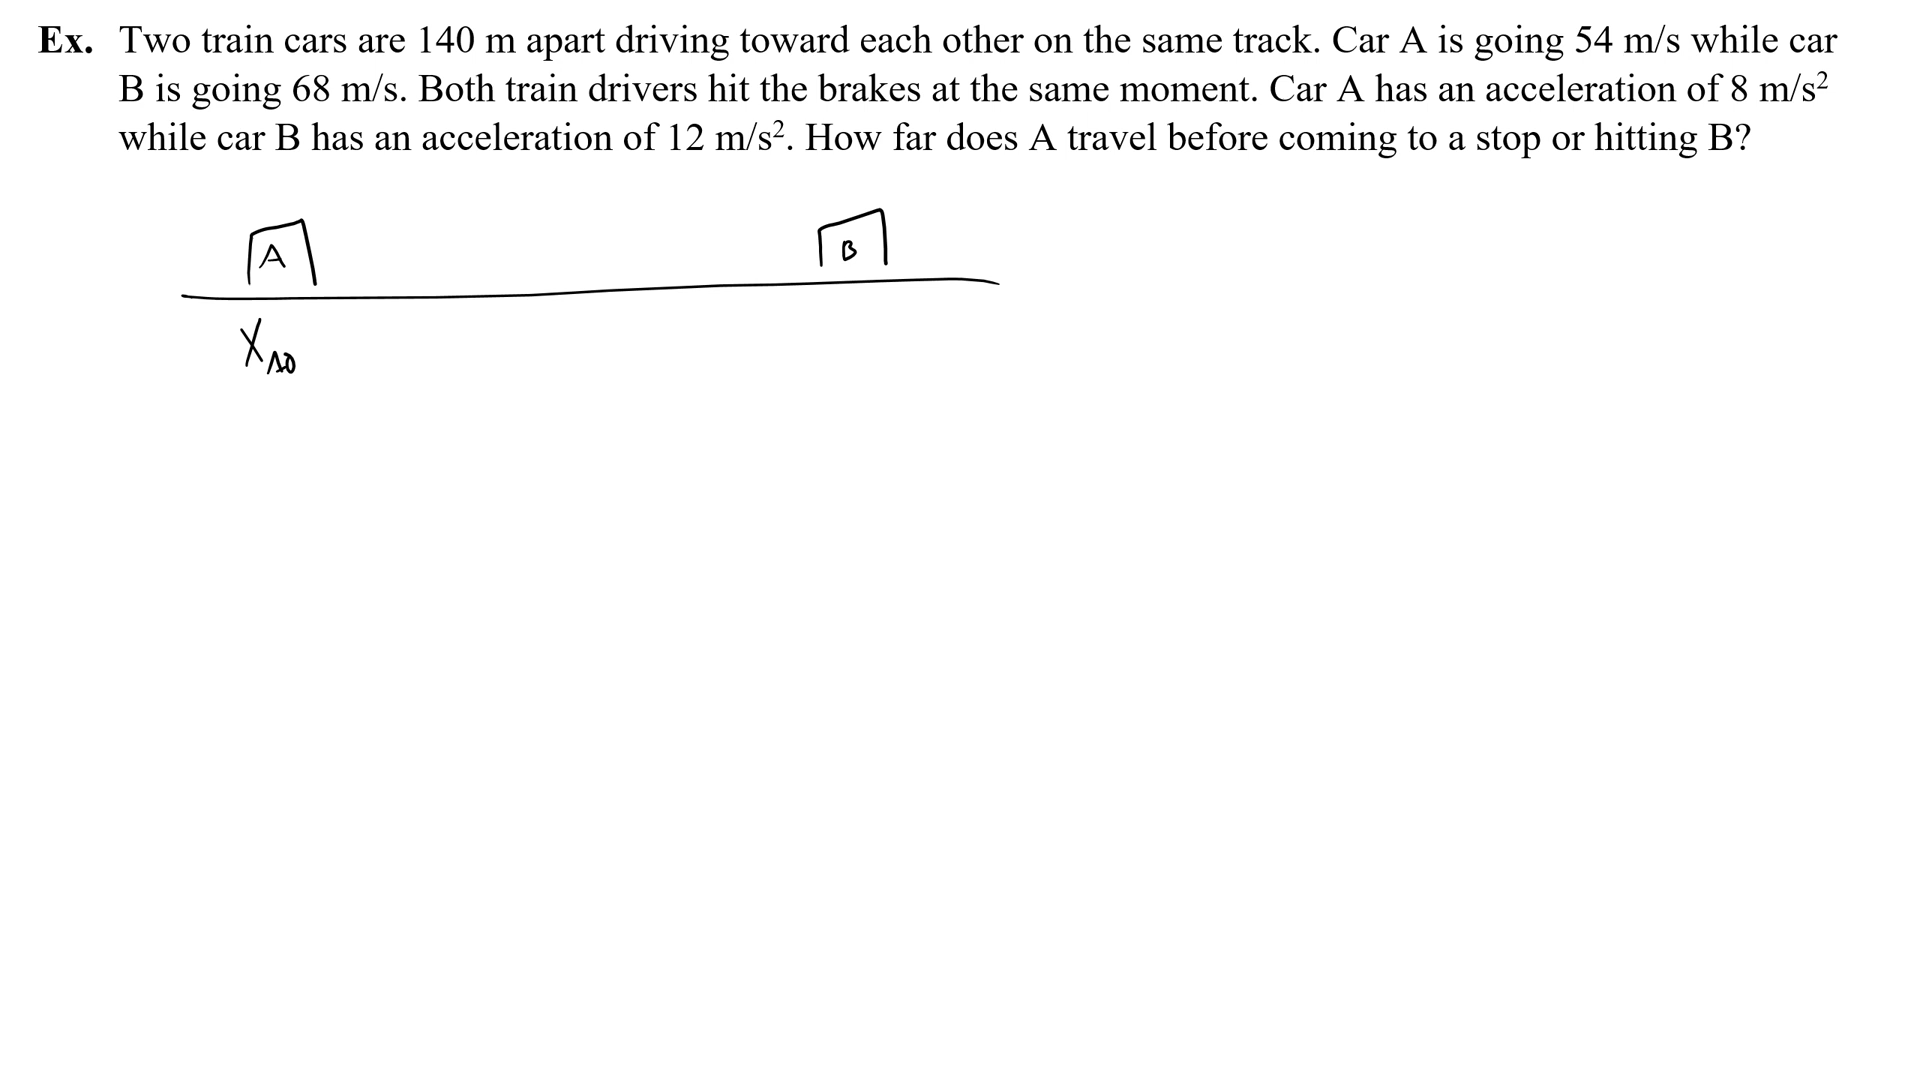 Ex. Two train cars are 140 m apart driving toward each other on the same track. Car A is going 54 m/s while car
B is going 68 m/s. Both train drivers hit the brakes at the same moment. Car A has an acceleration of 8 m/s²
while car B has an acceleration of 12 m/s². How far does A travel before coming to a stop or hitting B?
A B
X_A0